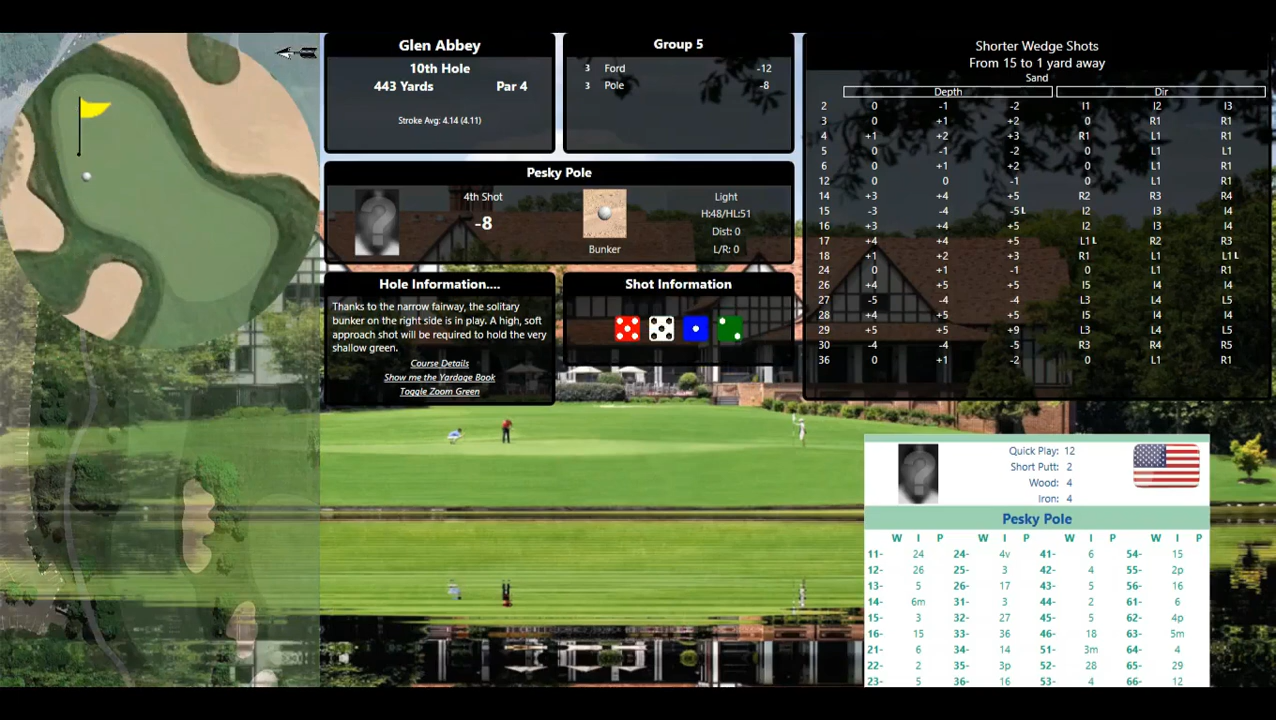 Glen Abbey
10th Hole
443 Yards Par 4
Stroke Avg: 4.14 (4.11)
Group 5
3 Ford -12
3 Pole -8
Pesky Pole
4th Shot
-8
Bunker
Light
H:48/HL:51
Dist: 0
L/R: 0
Hole Information....
Thanks to the narrow fairway, the solitary
bunker on the right side is in play. A high, soft
approach shot will be required to hold the very
shallow green.
Course Details
Show me the Yardage Book
Toggle Zoom Green
Shot Information
Shorter Wedge Shots
From 15 to 1 yard away
Sand
Depth Dir
2 0 -1 -2 I1 I2 I3
3 0 +1 +2 0 R1 R1
4 +1 +2 +3 R1 L1 R1
5 0 -1 -2 0 L1 L1
6 0 +1 +2 0 L1 R1
12 0 0 -1 0 L1 R1
14 +3 +4 +5 R2 R3 R4
15 -3 -4 -5L I2 I3 I4
16 +3 +4 +5 I2 I3 I4
17 +4 +4 +5 L1L R2 R3
18 +1 +2 +3 R1 L1 L1L
24 0 +1 -1 0 L1 R1
26 +4 +5 +5 I5 I4 I4
27 -5 -4 -4 L3 L4 L5
28 +4 +5 +5 I5 I4 I4
29 +5 +5 +9 L3 L4 L5
30 -4 -4 -5 R3 R4 R5
36 0 +1 -2 0 L1 R1
Quick Play: 12
Short Putt: 2
Wood: 4
Iron: 4
Pesky Pole
W I P W I P W I P W I P
11- 24 24- 4v 41- 6 54- 15
12- 26 25- 3 42- 4 55- 2p
13- 5 26- 17 43- 5 56- 16
14- 6m 31- 3 44- 2 61- 6
15- 3 32- 27 45- 5 62- 4p
16- 15 33- 36 46- 18 63- 5m
21- 6 34- 14 51- 3m 64- 4
22- 2 35- 3p 52- 28 65- 29
23- 5 36- 16 53- 4 66- 12